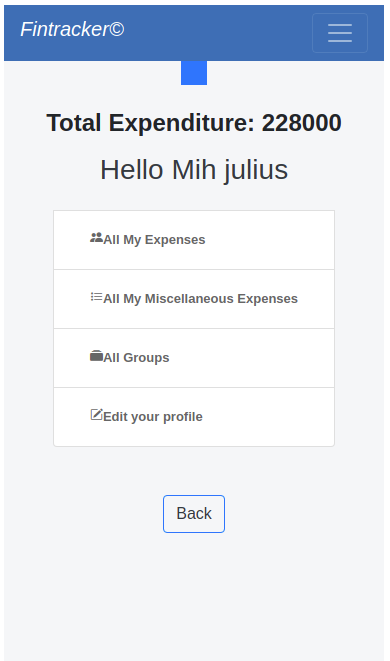 Fintracker©
Total Expenditure: 228000
Hello Mih julius
All My Expenses
All My Miscellaneous Expenses
All Groups
Edit your profile
Back